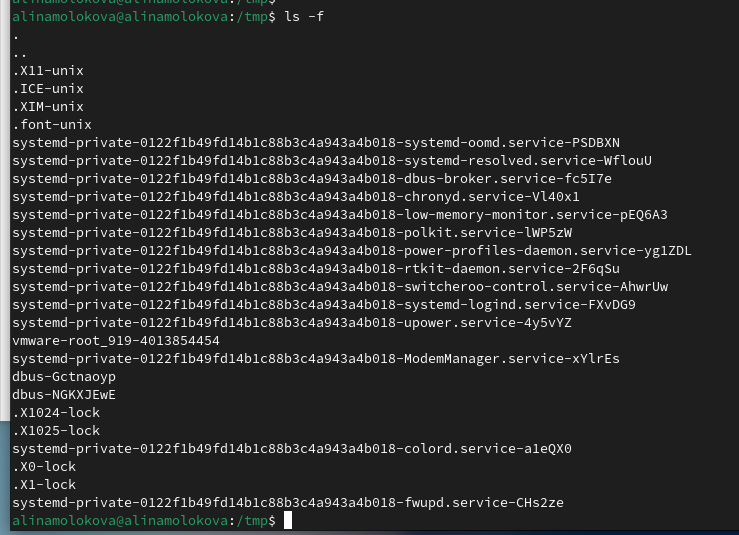 alinamolokova@alinamolokova:/tmp$
alinamolokova@alinamolokova:/tmp$ ls -f
.
..
.X11-unix
.ICE-unix
.XIM-unix
.font-unix
systemd-private-0122f1b49fd14b1c88b3c4a943a4b018-systemd-oomd.service-PSDBXN
systemd-private-0122f1b49fd14b1c88b3c4a943a4b018-systemd-resolved.service-WflouU
systemd-private-0122f1b49fd14b1c88b3c4a943a4b018-dbus-broker.service-fc5I7e
systemd-private-0122f1b49fd14b1c88b3c4a943a4b018-chronyd.service-Vl40x1
systemd-private-0122f1b49fd14b1c88b3c4a943a4b018-low-memory-monitor.service-pEQ6A3
systemd-private-0122f1b49fd14b1c88b3c4a943a4b018-polkit.service-lWP5zW
systemd-private-0122f1b49fd14b1c88b3c4a943a4b018-power-profiles-daemon.service-yg1ZDL
systemd-private-0122f1b49fd14b1c88b3c4a943a4b018-rtkit-daemon.service-2F6qSu
systemd-private-0122f1b49fd14b1c88b3c4a943a4b018-switcheroo-control.service-AhwrUw
systemd-private-0122f1b49fd14b1c88b3c4a943a4b018-systemd-logind.service-FXvDG9
systemd-private-0122f1b49fd14b1c88b3c4a943a4b018-upower.service-4y5vYZ
vmware-root_919-4013854454
systemd-private-0122f1b49fd14b1c88b3c4a943a4b018-ModemManager.service-xYlrEs
dbus-Gctnaoyp
dbus-NGKXJEwE
.X1024-lock
.X1025-lock
systemd-private-0122f1b49fd14b1c88b3c4a943a4b018-colord.service-a1eQX0
.X0-lock
.X1-lock
systemd-private-0122f1b49fd14b1c88b3c4a943a4b018-fwupd.service-CHs2ze
alinamolokova@alinamolokova:/tmp$